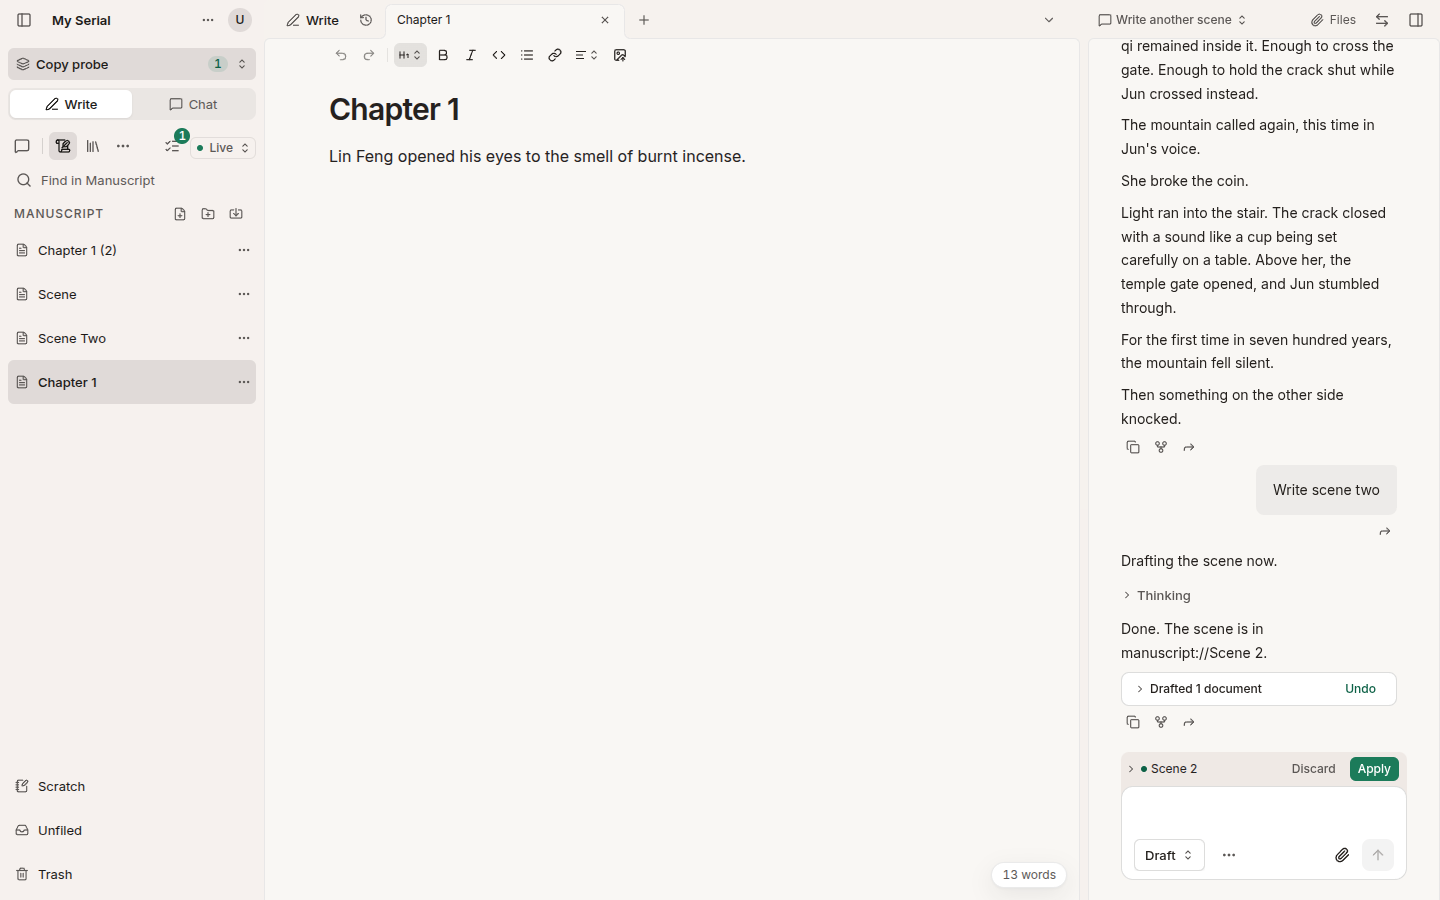 My Serial
U
Copy probe
1
Write
Chat
1
Live
Find in Manuscript
MANUSCRIPT
Chapter 1 (2)
Scene
Scene Two
Chapter 1
Scratch
Unfiled
Trash
Write
Chapter 1
H1
Chapter 1
Lin Feng opened his eyes to the smell of burnt incense.
13 words
Write another scene
Files
qi remained inside it. Enough to cross the
gate. Enough to hold the crack shut while
Jun crossed instead.
The mountain called again, this time in
Jun's voice.
She broke the coin.
Light ran into the stair. The crack closed
with a sound like a cup being set
carefully on a table. Above her, the
temple gate opened, and Jun stumbled
through.
For the first time in seven hundred years,
the mountain fell silent.
Then something on the other side
knocked.
Write scene two
Drafting the scene now.
Thinking
Done. The scene is in
manuscript://Scene 2.
Drafted 1 document
Undo
Scene 2
Discard
Apply
Draft